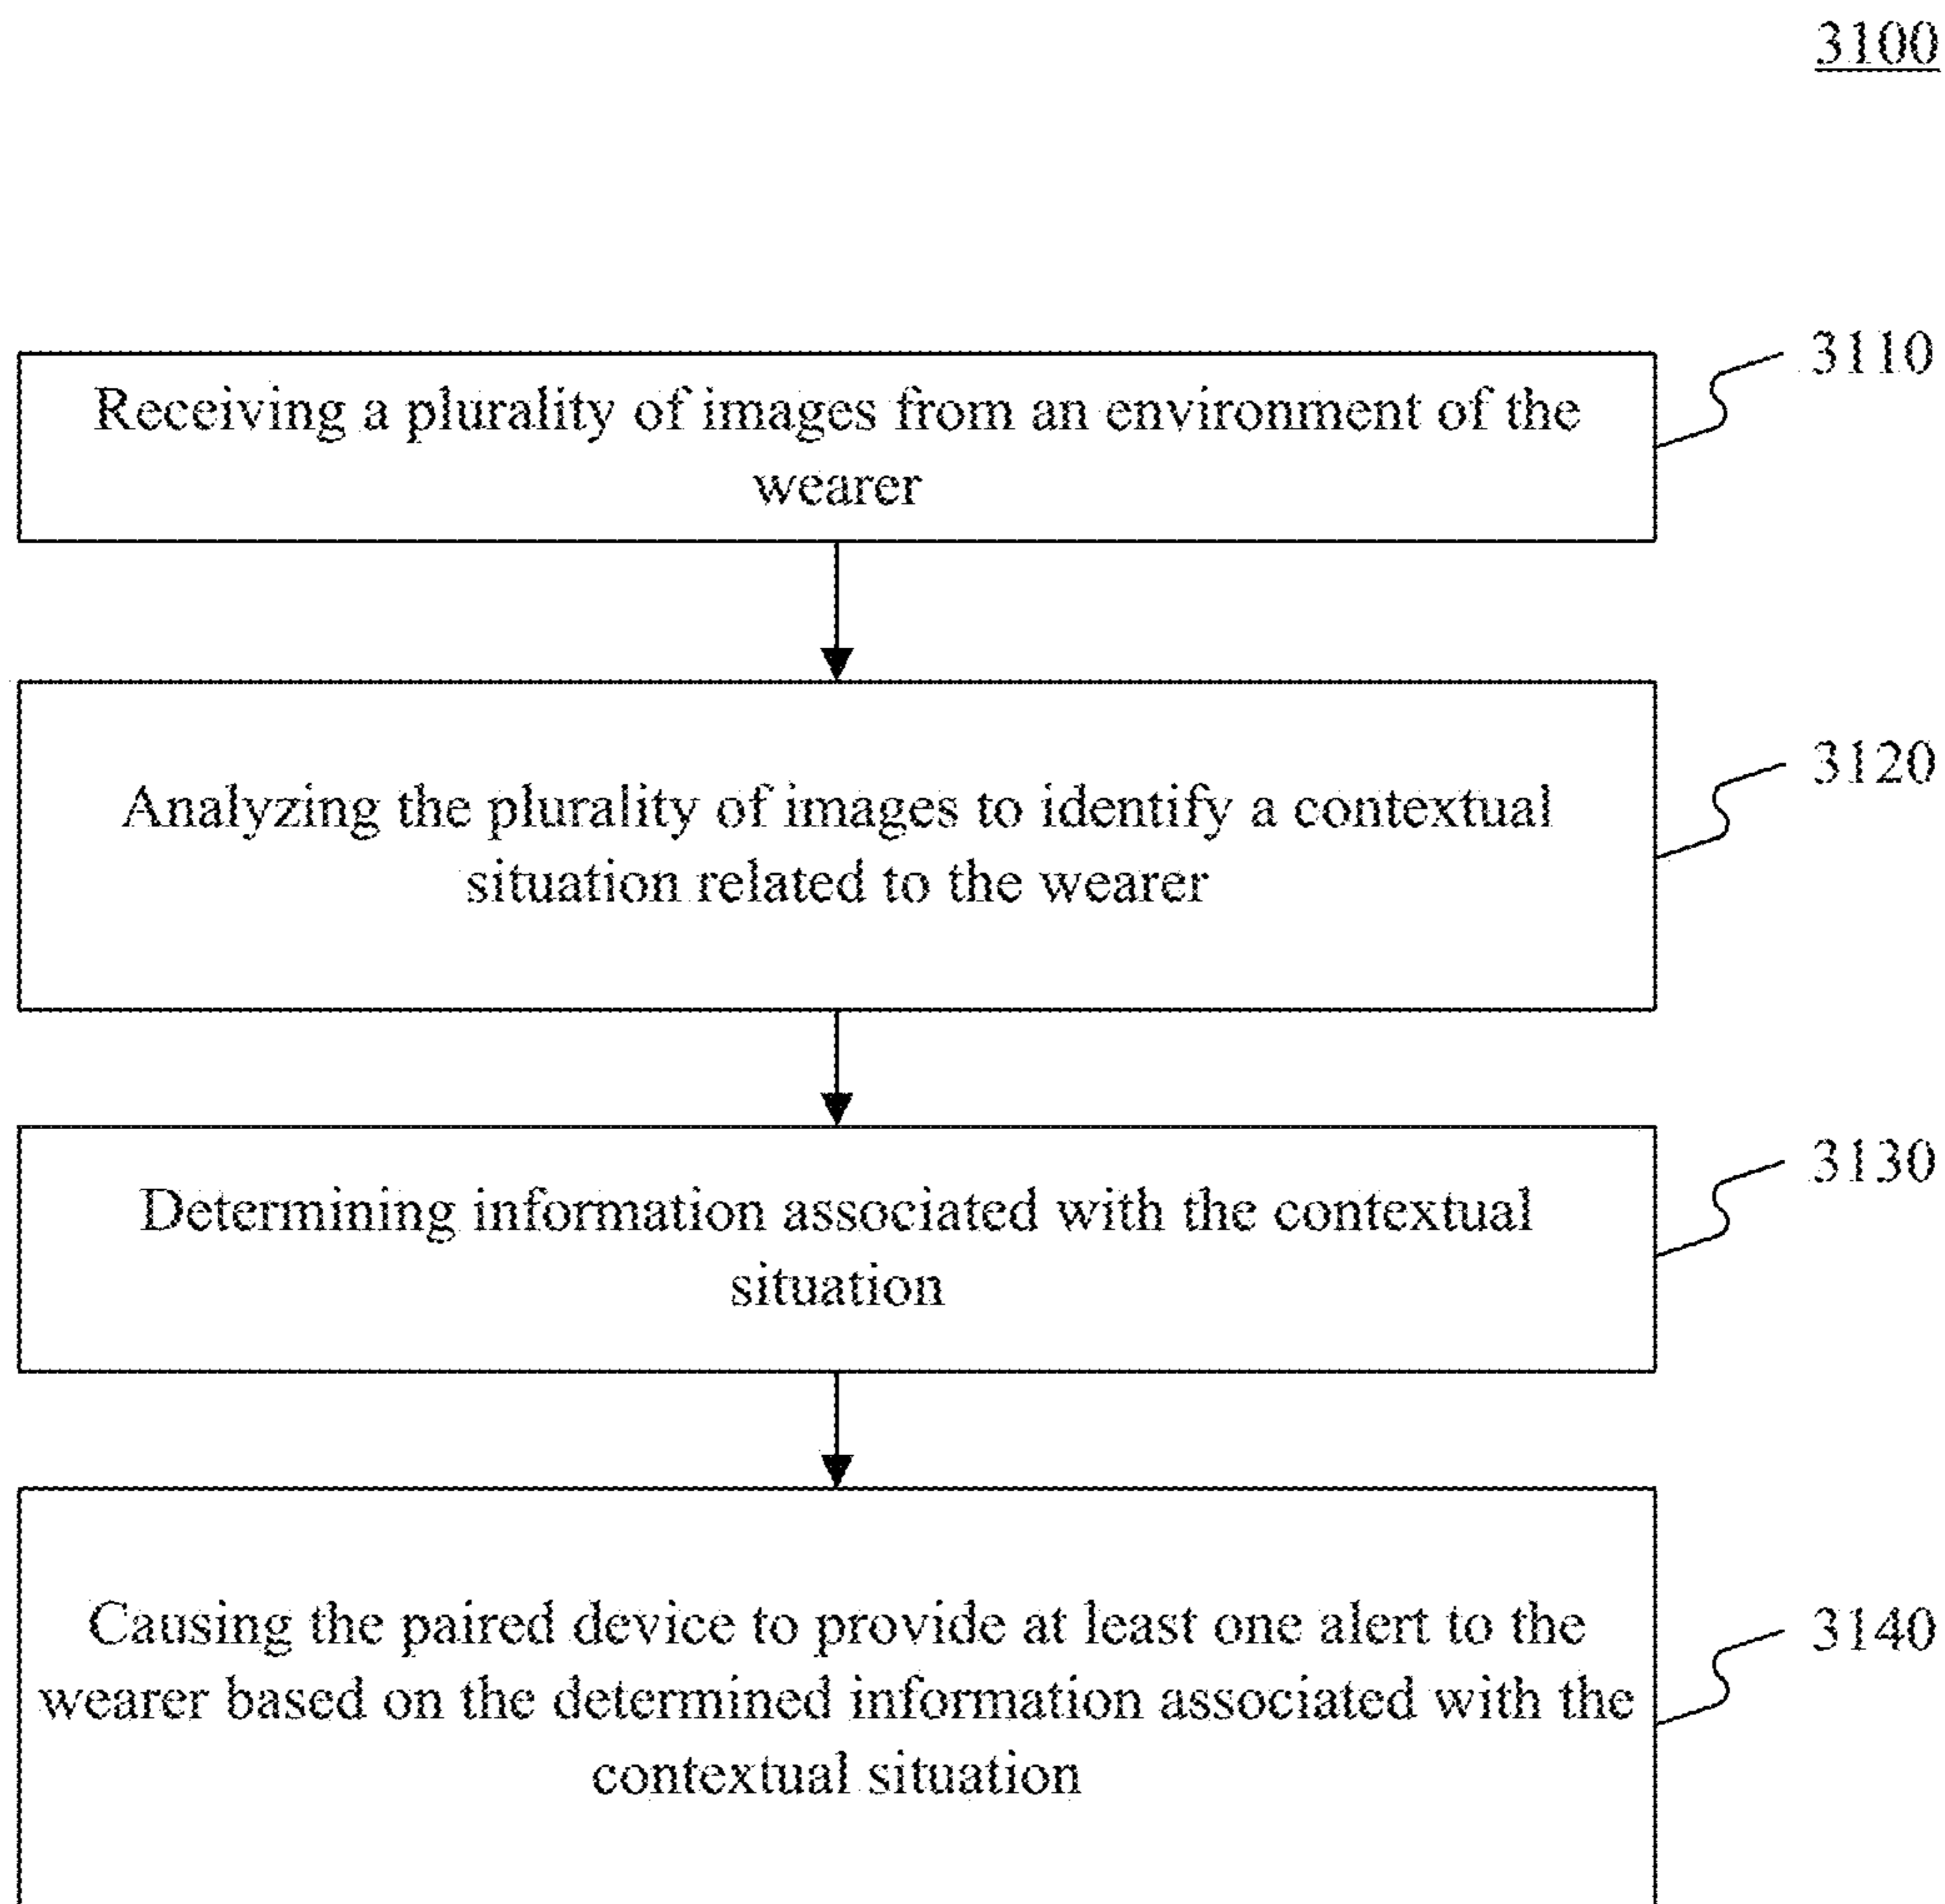 3100
Receiving a plurality of images from an environment of the
wearer
3110
Analyzing the plurality of images to identify a contextual
situation related to the wearer
3120
Determining information associated with the contextual
situation
3130
Causing the paired device to provide at least one alert to the
wearer based on the determined information associated with the
contextual situation
3140